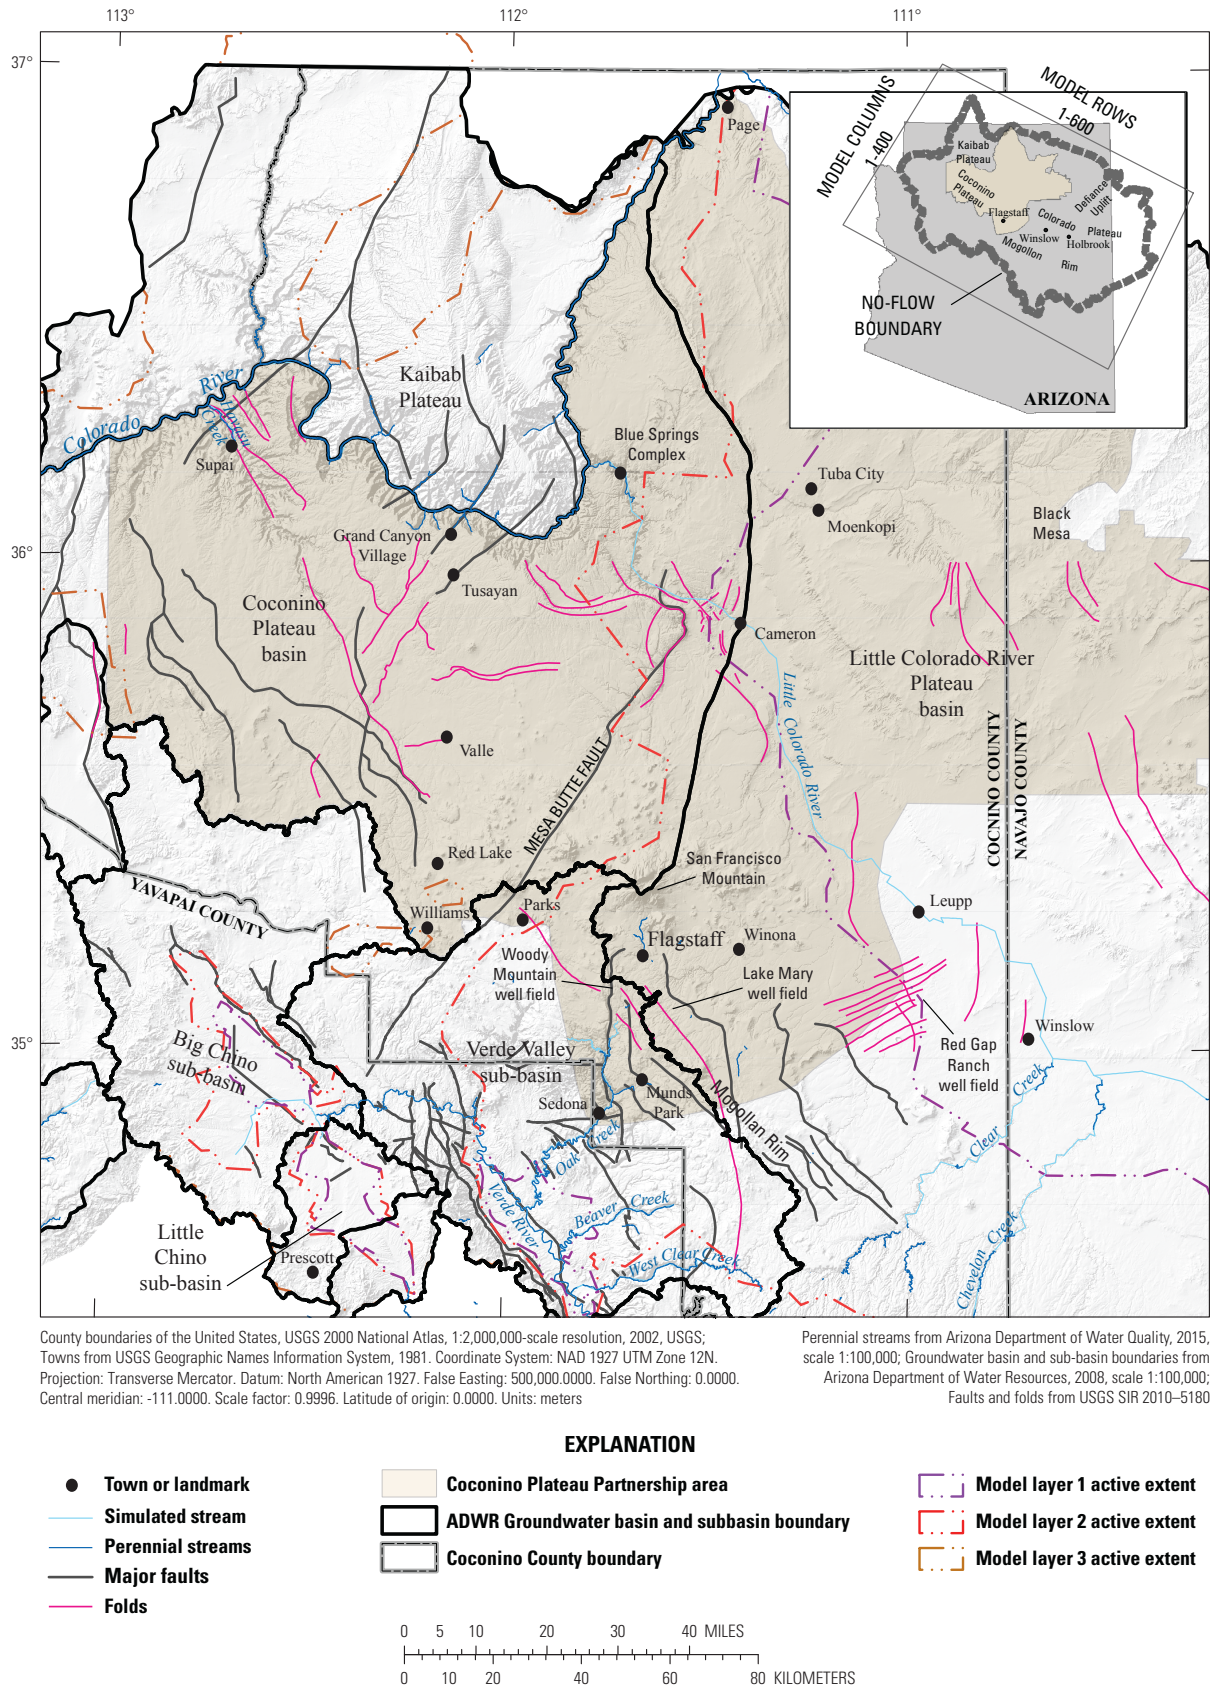 113°
112°
111°
37°
36°
35°
Page
MODEL COLUMNS
1-400
MODEL ROWS
1-600
Kaibab
Plateau
Coconino
Plateau
Flagstaff
Defiance
Uplift
Colorado
Plateau
Winslow
Holbrook
Mogollon
Rim
NO-FLOW
BOUNDARY
ARIZONA
Kaibab
Plateau
Colorado
River
Havasu
Creek
Supai
Blue Springs
Complex
Tuba City
Moenkopi
Black
Mesa
Grand Canyon
Village
Tusayan
Coconino
Plateau
basin
Cameron
Little Colorado River
Plateau
basin
Little Colorado River
Valle
MESA BUTTE FAULT
COCNINO COUNTY
NAVAJO COUNTY
Red Lake
San Francisco
Mountain
YAVAPAI COUNTY
Williams
Parks
Leupp
Flagstaff
Winona
Woody
Mountain
well field
Lake Mary
well field
Winslow
Red Gap
Ranch
well field
Big Chino
sub-basin
Verde Valley
sub-basin
Sedona
Munds
Park
Mogollan Rim
Clear Creek
Oak Creek
Verde River
Beaver Creek
West Clear Creek
Chevelon Creek
Little
Chino
sub-basin
Prescott
County boundaries of the United States, USGS 2000 National Atlas, 1:2,000,000-scale resolution, 2002, USGS;
Towns from USGS Geographic Names Information System, 1981. Coordinate System: NAD 1927 UTM Zone 12N.
Projection: Transverse Mercator. Datum: North American 1927. False Easting: 500,000.0000. False Northing: 0.0000.
Central meridian: -111.0000. Scale factor: 0.9996. Latitude of origin: 0.0000. Units: meters
Perennial streams from Arizona Department of Water Quality, 2015,
scale 1:100,000; Groundwater basin and sub-basin boundaries from
Arizona Department of Water Resources, 2008, scale 1:100,000;
Faults and folds from USGS SIR 2010–5180
EXPLANATION
Town or landmark
Simulated stream
Perennial streams
Major faults
Folds
Coconino Plateau Partnership area
ADWR Groundwater basin and subbasin boundary
Coconino County boundary
Model layer 1 active extent
Model layer 2 active extent
Model layer 3 active extent
0 5 10 20 30 40 MILES
0 10 20 40 60 80 KILOMETERS